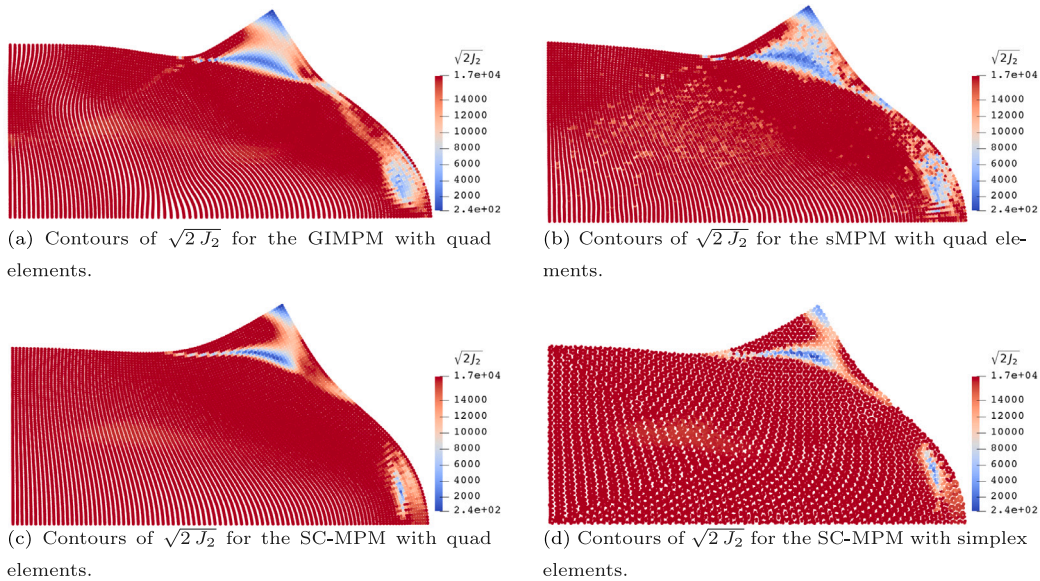 √2J₂
1.7e+04
14000
12000
10000
8000
6000
4000
2000
2.4e+02
(a) Contours of √2 J₂ for the GIMPM with quad
elements.
√2J₂
1.7e+04
14000
12000
10000
8000
6000
4000
2000
2.4e+02
(b) Contours of √2 J₂ for the sMPM with quad ele-
ments.
√2J₂
1.7e+04
14000
12000
10000
8000
6000
4000
2000
2.4e+02
(c) Contours of √2 J₂ for the SC-MPM with quad
elements.
√2J₂
1.7e+04
14000
12000
10000
8000
6000
4000
2000
2.4e+02
(d) Contours of √2 J₂ for the SC-MPM with simplex
elements.